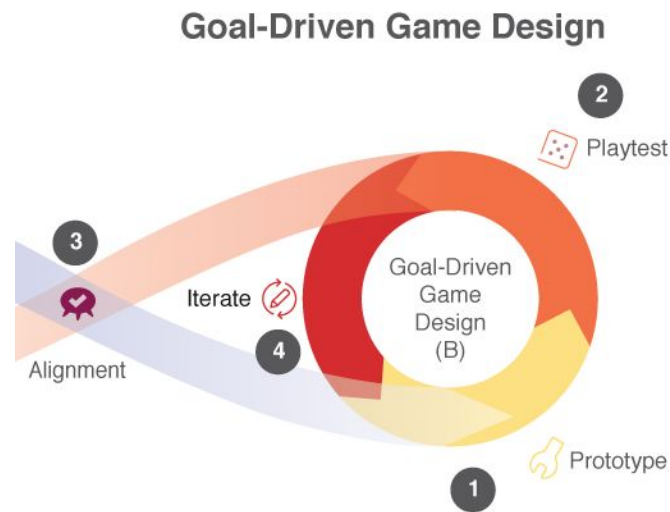 Goal-Driven Game Design
2
Playtest
3
Goal-Driven
Game
Design
(B)
Iterate
4
Alignment
Prototype
1